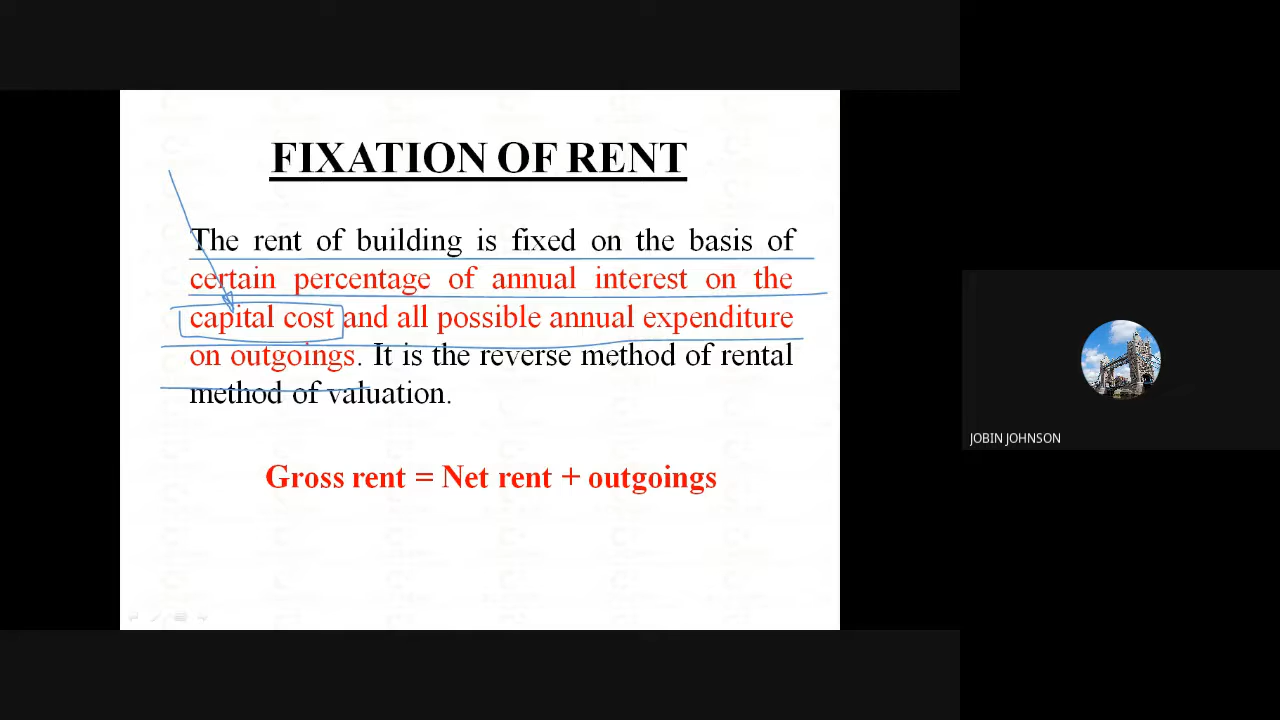 FIXATION OF RENT
The rent of building is fixed on the basis of
certain percentage of annual interest on the
capital cost and all possible annual expenditure
on outgoings. It is the reverse method of rental
method of valuation.
Gross rent = Net rent + outgoings
JOBIN JOHNSON